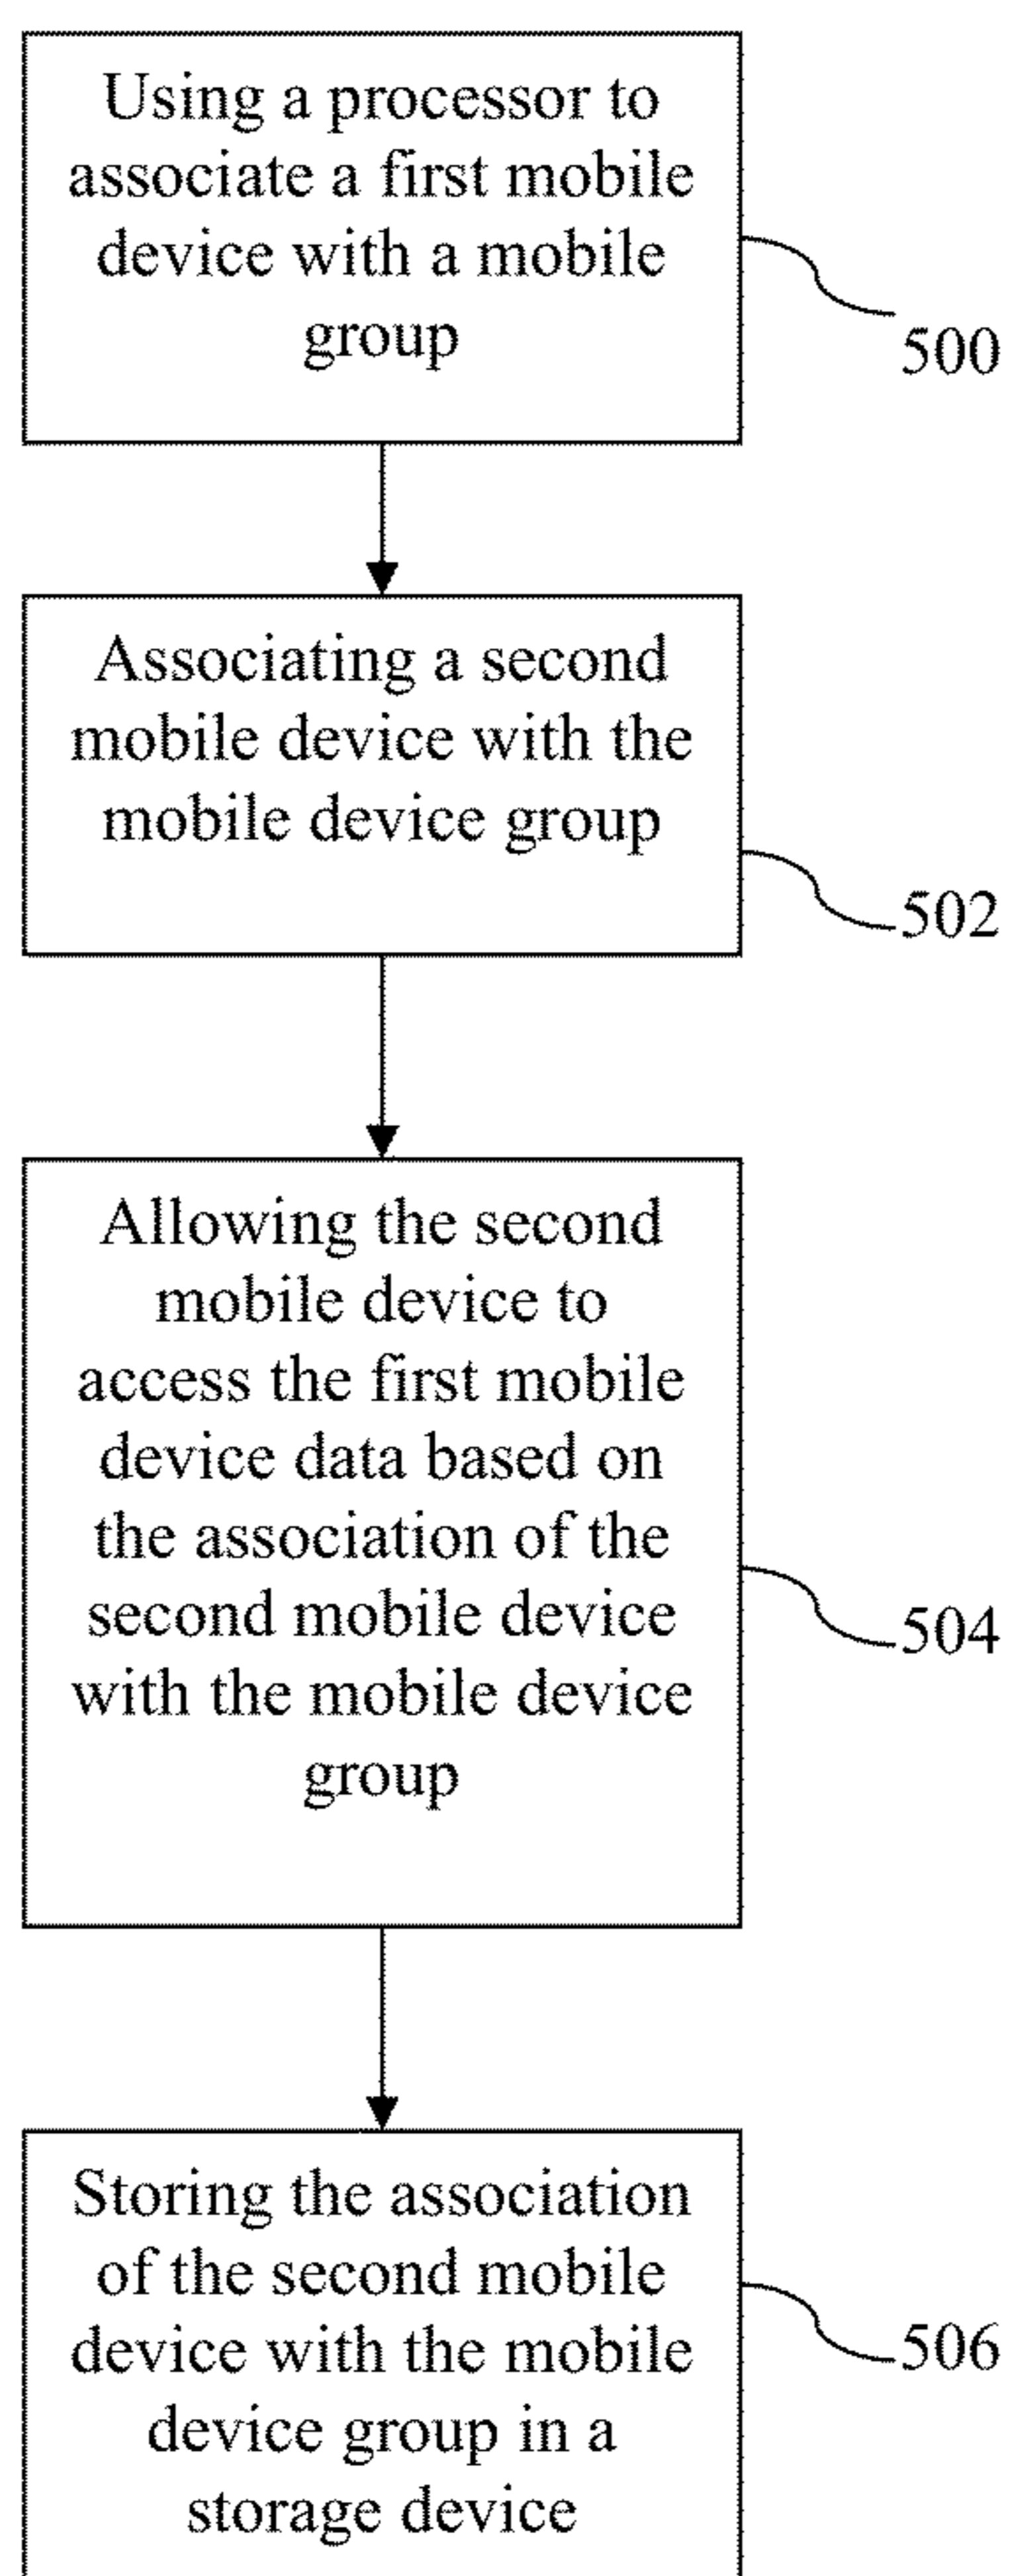 Using a processor to
associate a first mobile
device with a mobile
group
500
Associating a second
mobile device with the
mobile device group
502
Allowing the second
mobile device to
access the first mobile
device data based on
the association of the
second mobile device
with the mobile device
group
504
Storing the association
of the second mobile
device with the mobile
device group in a
storage device
506